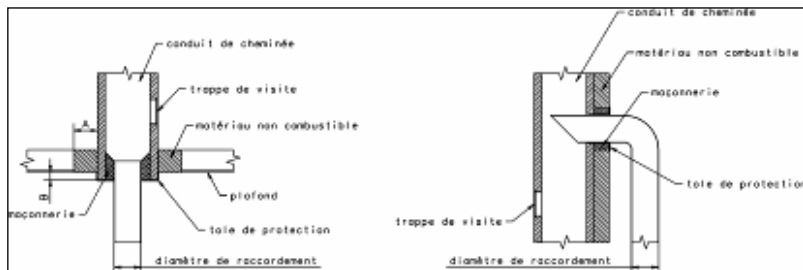 conduit de cheminée
trappe de visite
matériau non combustible
A
B
plafond
maçonnerie
tole de protection
diamètre de raccordement
conduit de cheminée
matériau non combustible
maçonnerie
tole de protection
trappe de visite
diamètre de raccordement